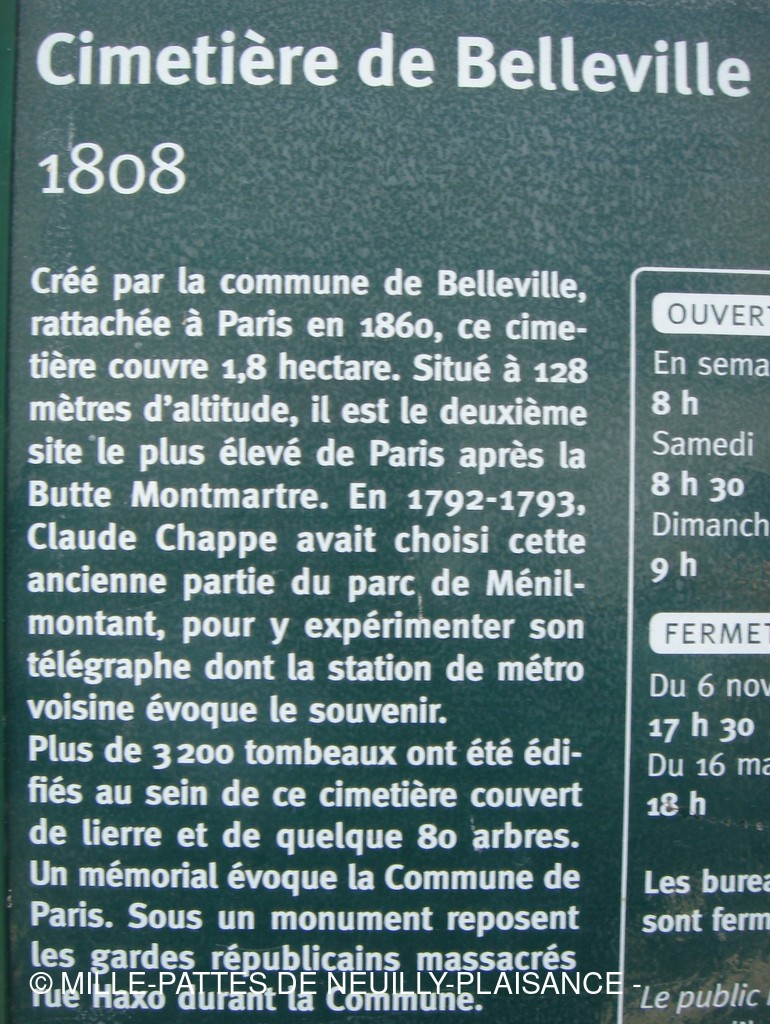 Cimetière de Belleville
1808
Créé par la commune de Belleville,
rattachée à Paris en 1860, ce cime-
tière couvre 1,8 hectare. Situé à 128
mètres d'altitude, il est le deuxième
site le plus élevé de Paris après la
Butte Montmartre. En 1792-1793,
Claude Chappe avait choisi cette
ancienne partie du parc de Ménil-
montant, pour y expérimenter son
télégraphe dont la station de métro
voisine évoque le souvenir.
Plus de 3 200 tombeaux ont été édi-
fiés au sein de ce cimetière couvert
de lierre et de quelque 80 arbres.
Un mémorial évoque la Commune de
Paris. Sous un monument reposent
les gardes républicains massacrés
rue Haxo durant la Commune.
OUVERT
En sema
8 h
Samedi
8 h 30
Dimanch
9 h
FERMET
Du 6 nov
17 h 30
Du 16 ma
18 h
Les burea
sont ferm
Le public
© MILLE-PATTES DE NEUILLY-PLAISANCE -